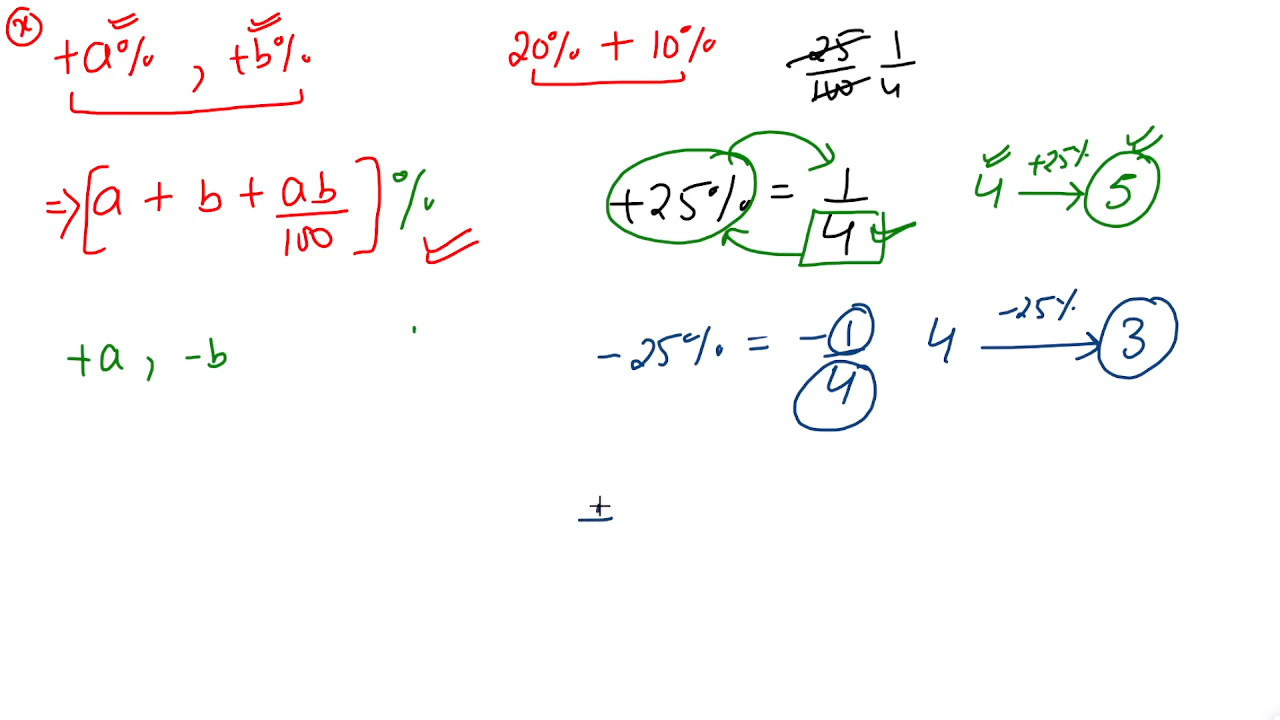 (x) +a%, +b%
20% + 10%
25/100 1/4
⇒ [a + b + ab/100] %
+25% = 1/4
4 +25% → 5
+a, -b
-25% = -1/4
4 -25% → 3